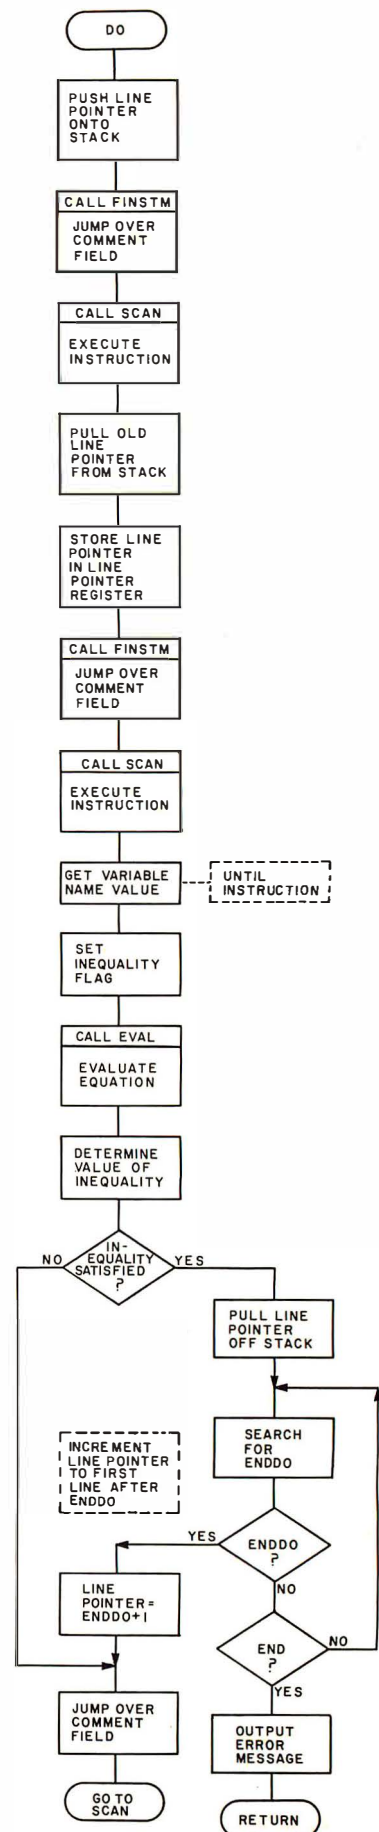 DO
PUSH LINE
POINTER
ONTO
STACK
CALL FINSTM
JUMP OVER
COMMENT
FIELD
CALL SCAN
EXECUTE
INSTRUCTION
PULL OLD
LINE
POINTER
FROM STACK
STORE LINE
POINTER
IN LINE
POINTER
REGISTER
CALL FINSTM
JUMP OVER
COMMENT
FIELD
CALL SCAN
EXECUTE
INSTRUCTION
GET VARIABLE
NAME VALUE
UNTIL
INSTRUCTION
SET
INEQUALITY
FLAG
CALL EVAL
EVALUATE
EQUATION
DETERMINE
VALUE OF
INEQUALITY
IN-
EQUALITY
SATISFIED
?
NO
YES
PULL LINE
POINTER
OFF STACK
SEARCH
FOR
ENDDO
INCREMENT
LINE POINTER
TO FIRST
LINE AFTER
ENDDO
ENDDO
?
YES
NO
LINE
POINTER=
ENDDO+1
END
?
NO
YES
JUMP OVER
COMMENT
FIELD
OUTPUT
ERROR
MESSAGE
GO TO
SCAN
RETURN